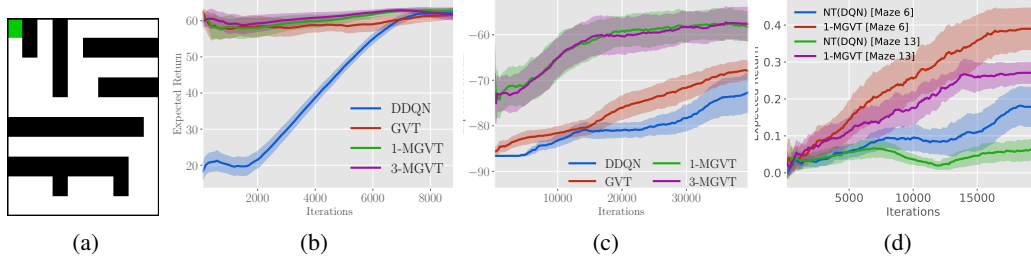 60
50
40
30
20
Expected Return
2000
4000
6000
8000
Iterations
DDQN
GVT
1-MGVT
3-MGVT
−60
−70
−80
−90
10000
20000
30000
Iterations
DDQN
GVT
1-MGVT
3-MGVT
0.4
0.3
0.2
0.1
0.0
Expected Return
NT(DQN) [Maze 6]
1-MGVT [Maze 6]
NT(DQN) [Maze 13]
1-MGVT [Maze 13]
5000
10000
15000
Iterations
(a)
(b)
(c)
(d)